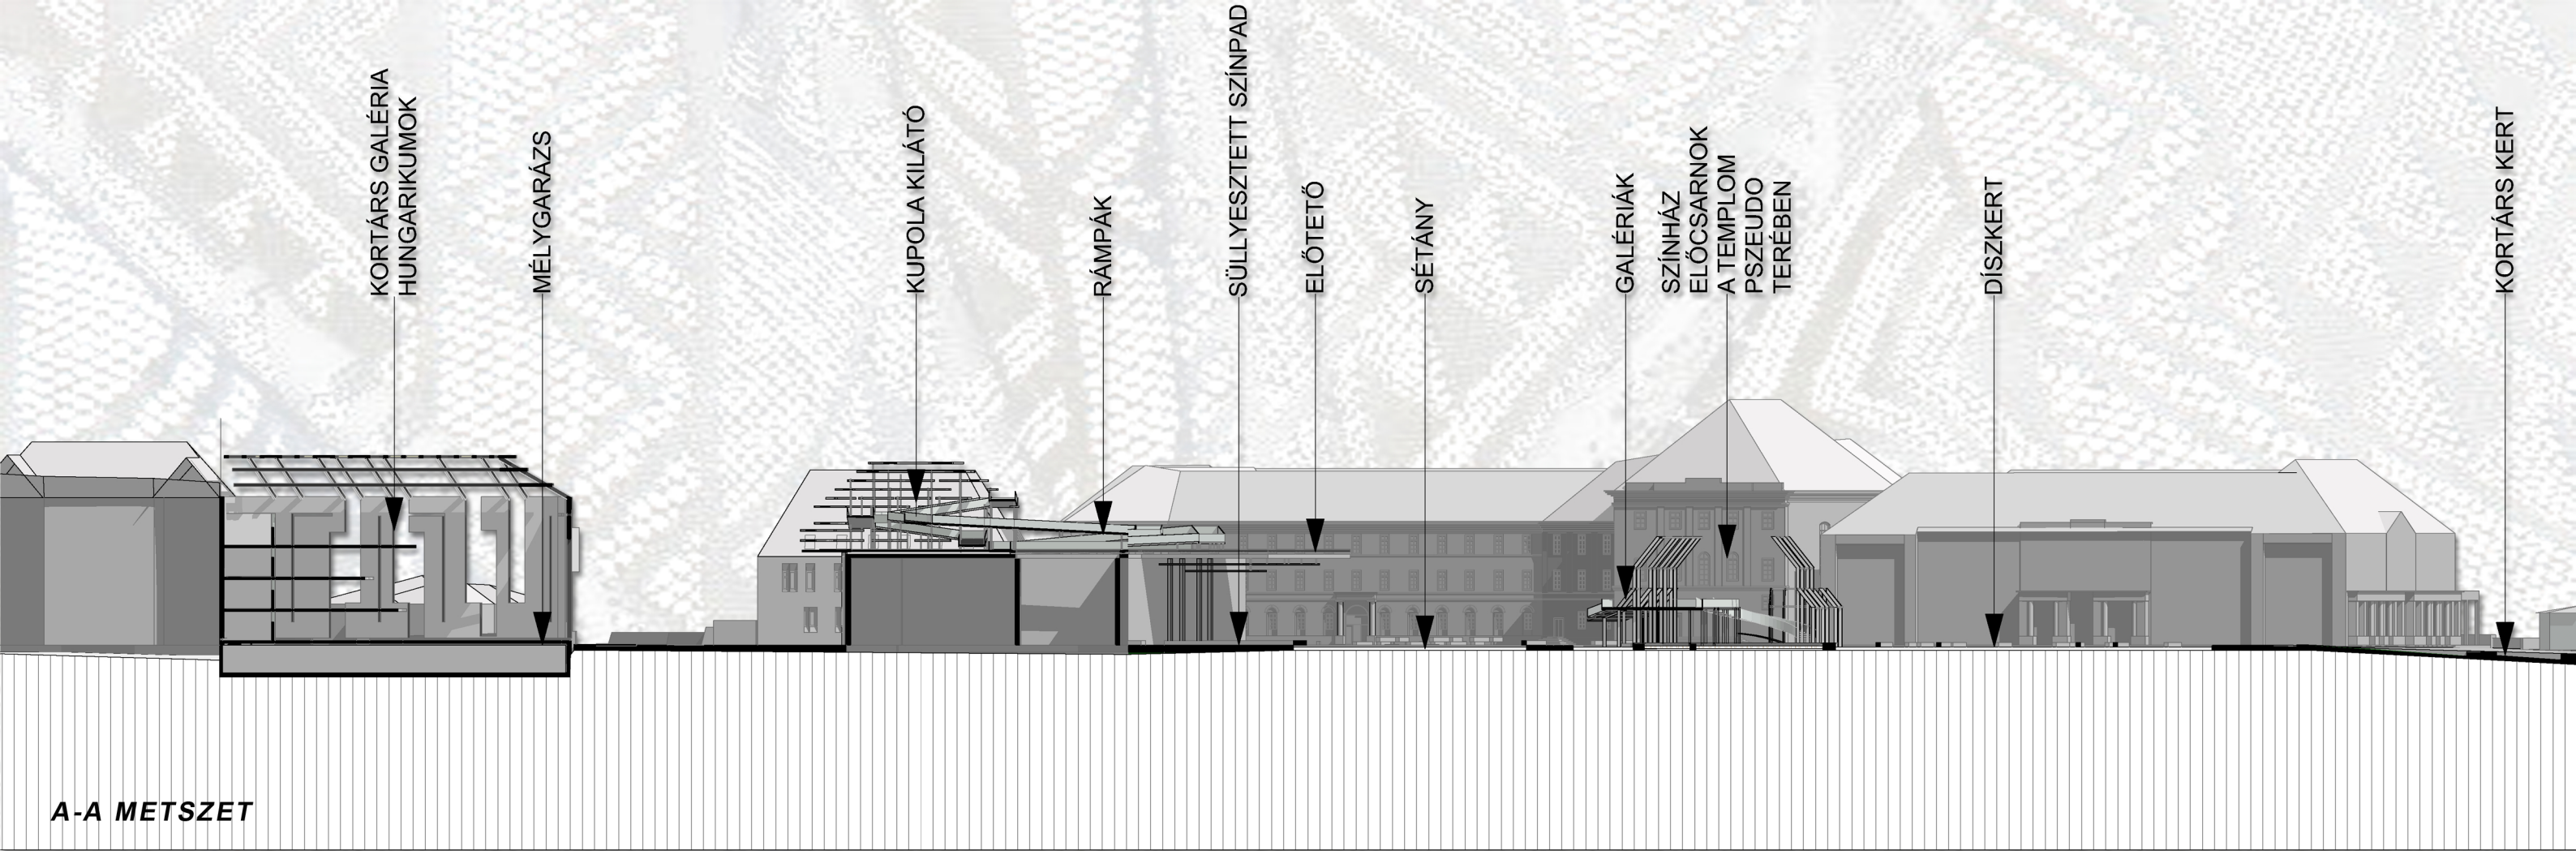 KORTÁRS GALÉRIA
HUNGARIKUMOK
MÉLYGARÁZS
KUPOLA KILÁTÓ
RÁMPÁK
SÜLLYESZTETT SZÍNPAD
ELŐTETŐ
SÉTÁNY
GALÉRIÁK
SZÍNHÁZ
ELŐCSARNOK
A TEMPLOM
PSZEUDO
TERÉBEN
DÍSZKERT
KORTÁRS KERT
A-A METSZET